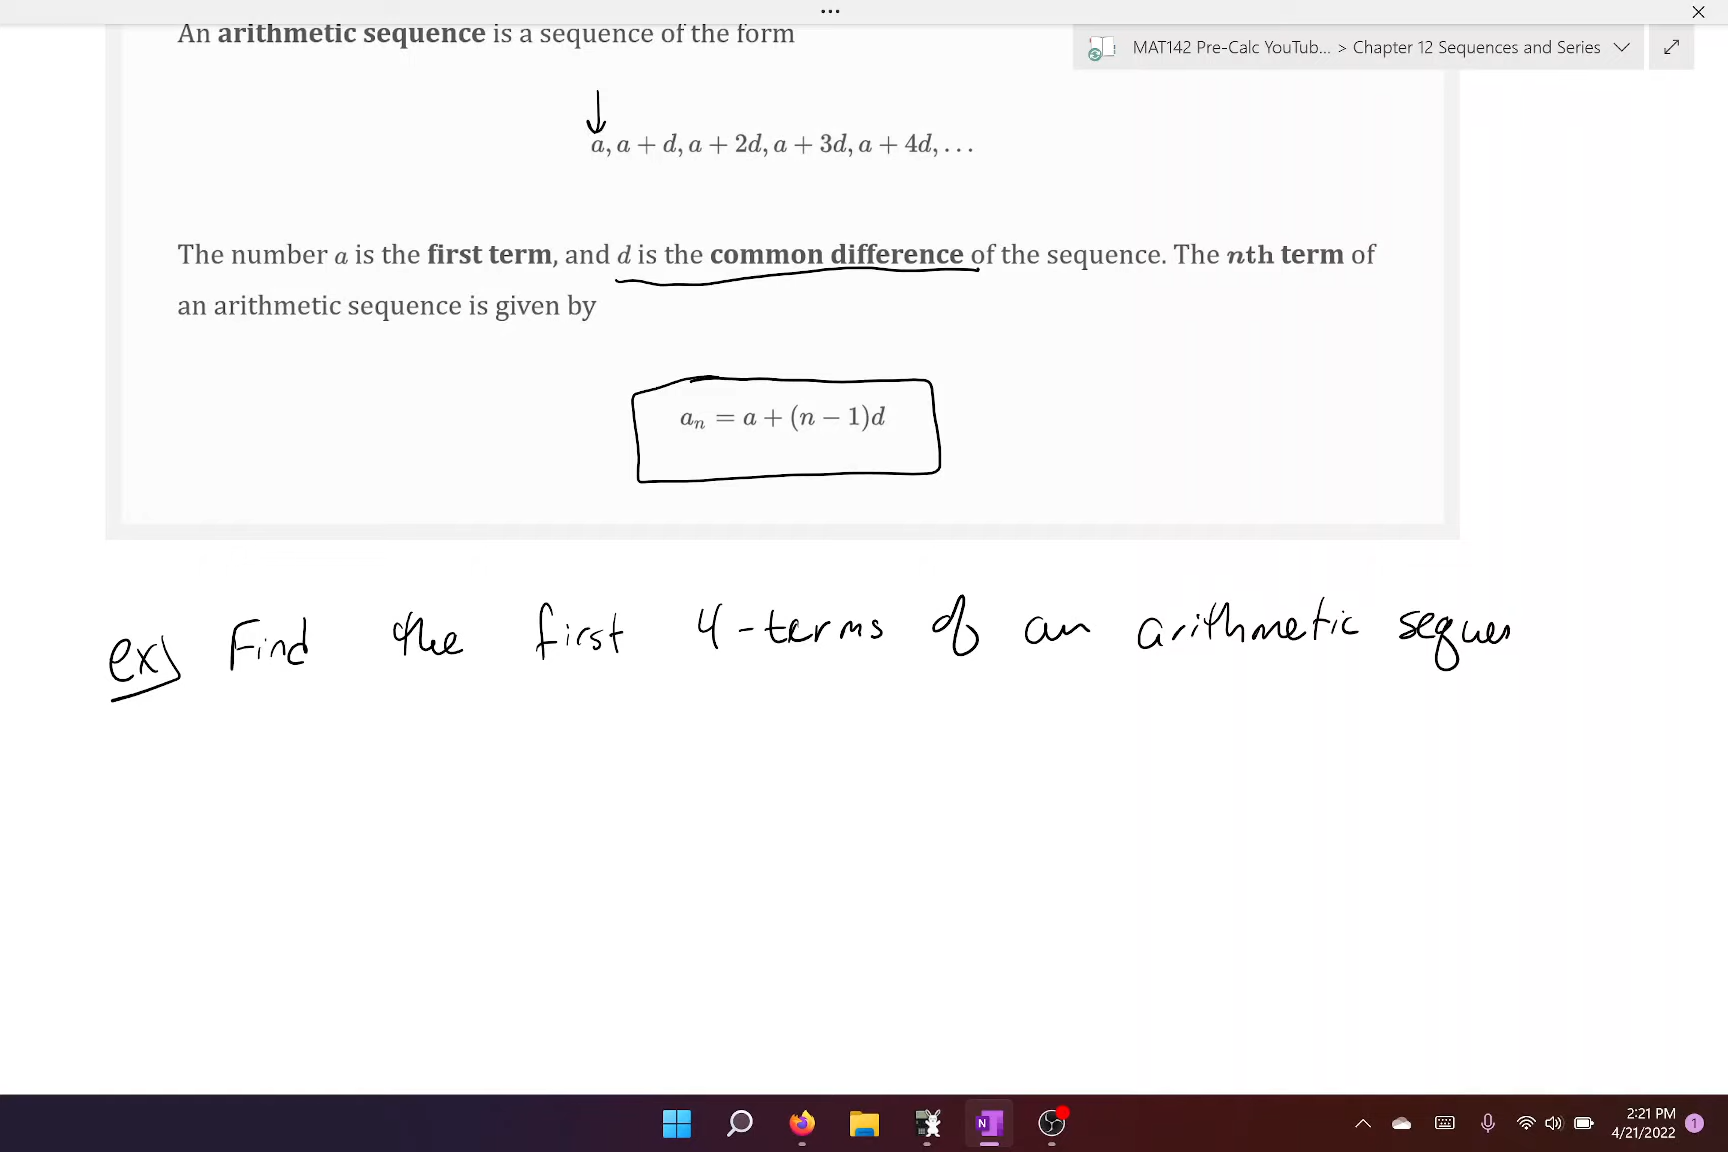 ...
An arithmetic sequence is a sequence of the form
MAT142 Pre-Calc YouTub... > Chapter 12 Sequences and Series
a, a + d, a + 2d, a + 3d, a + 4d, . . .
The number a is the first term, and d is the common difference of the sequence. The nth term of
an arithmetic sequence is given by
aₙ = a + (n − 1)d
ex) Find the first 4-terms of an arithmetic sequen
2:21 PM
4/21/2022
1
N